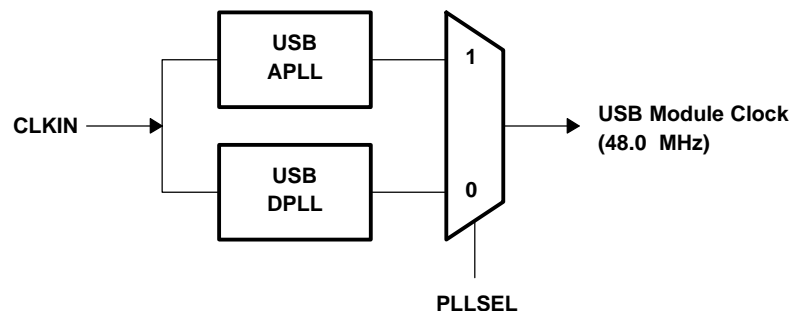 USB
APLL
1
CLKIN
USB Module Clock
(48.0 MHz)
USB
DPLL
0
PLLSEL